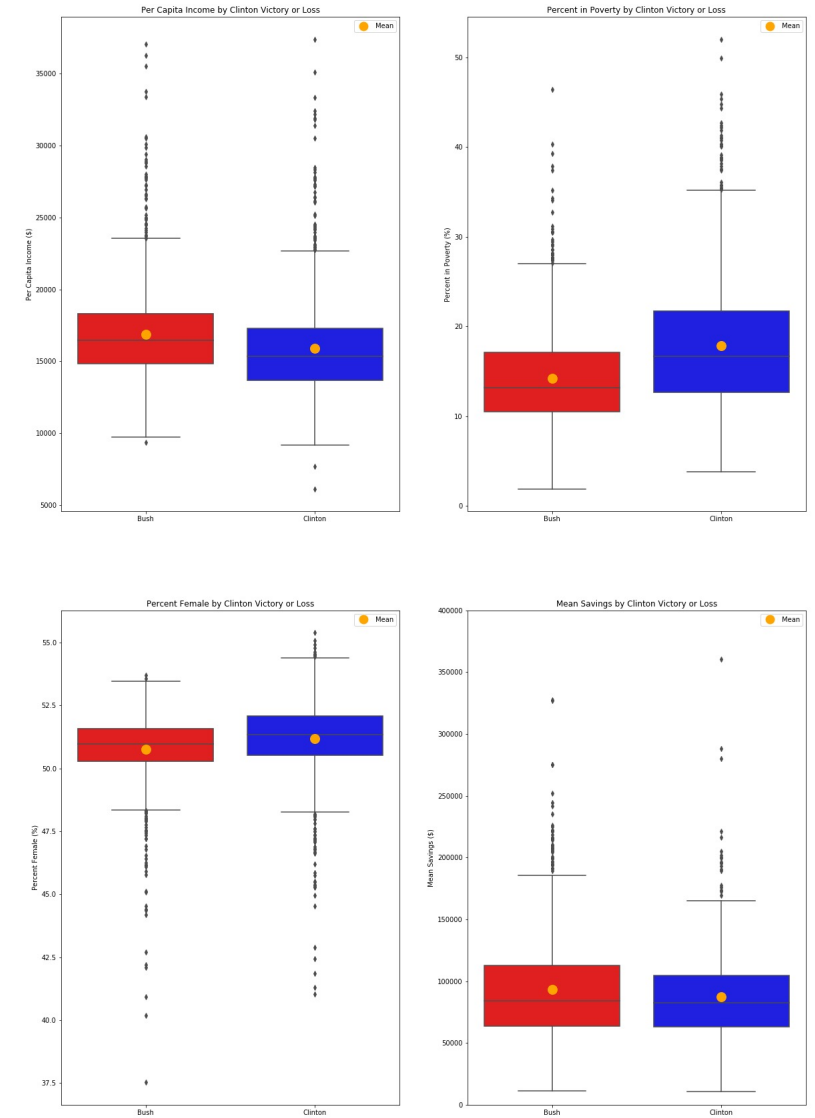 Per Capita Income by Clinton Victory or Loss
Mean
35000
30000
25000
20000
15000
10000
5000
Per Capita Income ($)
Bush
Clinton
Percent in Poverty by Clinton Victory or Loss
Mean
50
40
30
20
10
0
Percent in Poverty (%)
Bush
Clinton
Percent Female by Clinton Victory or Loss
Mean
55.0
52.5
50.0
47.5
45.0
42.5
40.0
37.5
Percent Female (%)
Bush
Clinton
Mean Savings by Clinton Victory or Loss
Mean
400000
350000
300000
250000
200000
150000
100000
50000
0
Mean Savings ($)
Bush
Clinton